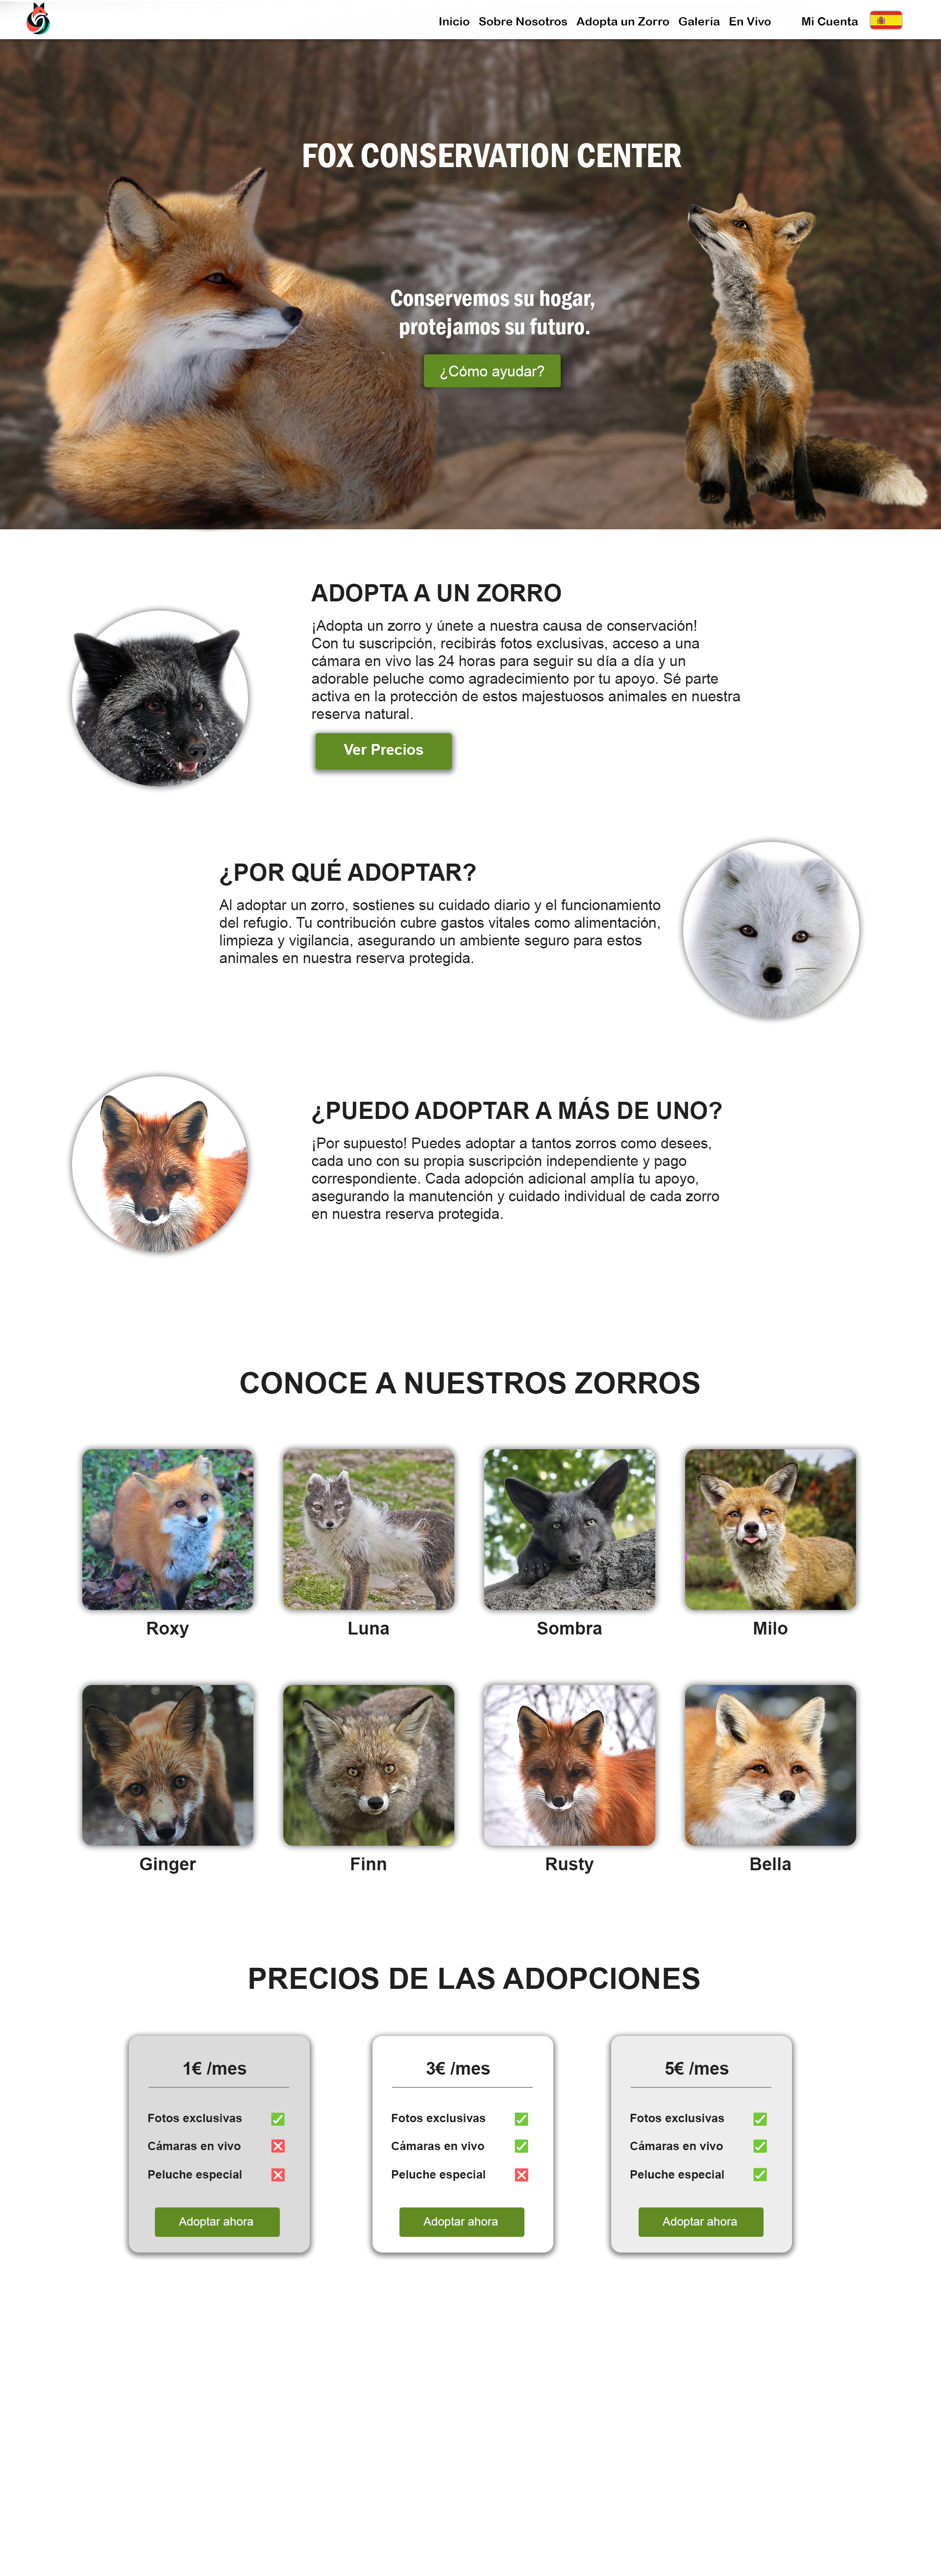 Inicio Sobre Nosotros Adopta un Zorro Galería En Vivo Mi Cuenta
FOX CONSERVATION CENTER
Conservemos su hogar,
protejamos su futuro.
¿Cómo ayudar?
ADOPTA A UN ZORRO
¡Adopta un zorro y únete a nuestra causa de conservación!
Con tu suscripción, recibirás fotos exclusivas, acceso a una
cámara en vivo las 24 horas para seguir su día a día y un
adorable peluche como agradecimiento por tu apoyo. Sé parte
activa en la protección de estos majestuosos animales en nuestra
reserva natural.
Ver Precios
¿POR QUÉ ADOPTAR?
Al adoptar un zorro, sostienes su cuidado diario y el funcionamiento
del refugio. Tu contribución cubre gastos vitales como alimentación,
limpieza y vigilancia, asegurando un ambiente seguro para estos
animales en nuestra reserva protegida.
¿PUEDO ADOPTAR A MÁS DE UNO?
¡Por supuesto! Puedes adoptar a tantos zorros como desees,
cada uno con su propia suscripción independiente y pago
correspondiente. Cada adopción adicional amplía tu apoyo,
asegurando la manutención y cuidado individual de cada zorro
en nuestra reserva protegida.
CONOCE A NUESTROS ZORROS
Roxy
Luna
Sombra
Milo
Ginger
Finn
Rusty
Bella
PRECIOS DE LAS ADOPCIONES
1€ /mes
Fotos exclusivas
Cámaras en vivo
Peluche especial
Adoptar ahora
3€ /mes
Fotos exclusivas
Cámaras en vivo
Peluche especial
Adoptar ahora
5€ /mes
Fotos exclusivas
Cámaras en vivo
Peluche especial
Adoptar ahora